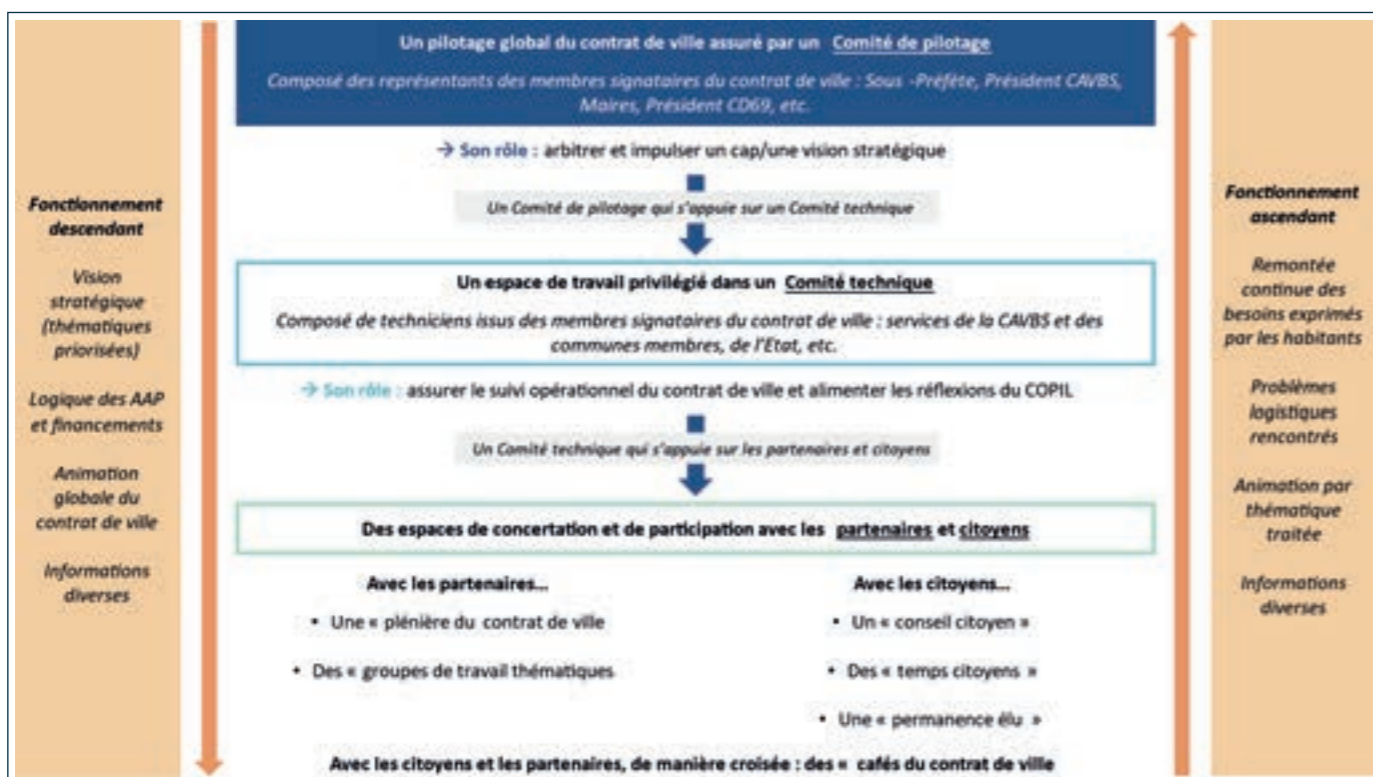 Un pilotage global du contrat de ville assuré par un Comité de pilotage
Composé des représentants des membres signataires du contrat de ville : Sous -Préfète, Président CAVBS,
Maires, Président CD69, etc.
→ Son rôle : arbitrer et impulser un cap/une vision stratégique
Un Comité de pilotage qui s'appuie sur un Comité technique
Un espace de travail privilégié dans un Comité technique
Composé de techniciens issus des membres signataires du contrat de ville : services de la CAVBS et des
communes membres, de l'Etat, etc.
→ Son rôle : assurer le suivi opérationnel du contrat de ville et alimenter les réflexions du COPIL
Un Comité technique qui s'appuie sur les partenaires et citoyens
Des espaces de concertation et de participation avec les partenaires et citoyens
Avec les partenaires...
• Une « plénière du contrat de ville
• Des « groupes de travail thématiques
Avec les citoyens...
• Un « conseil citoyen »
• Des « temps citoyens »
• Une « permanence élu »
Avec les citoyens et les partenaires, de manière croisée : des « cafés du contrat de ville
Fonctionnement
descendant
Vision
stratégique
(thématiques
priorisées)
Logique des AAP
et financements
Animation
globale du
contrat de ville
Informations
diverses
Fonctionnement
ascendant
Remontée
continue des
besoins exprimés
par les habitants
Problèmes
logistiques
rencontrés
Animation par
thématique
traitée
Informations
diverses